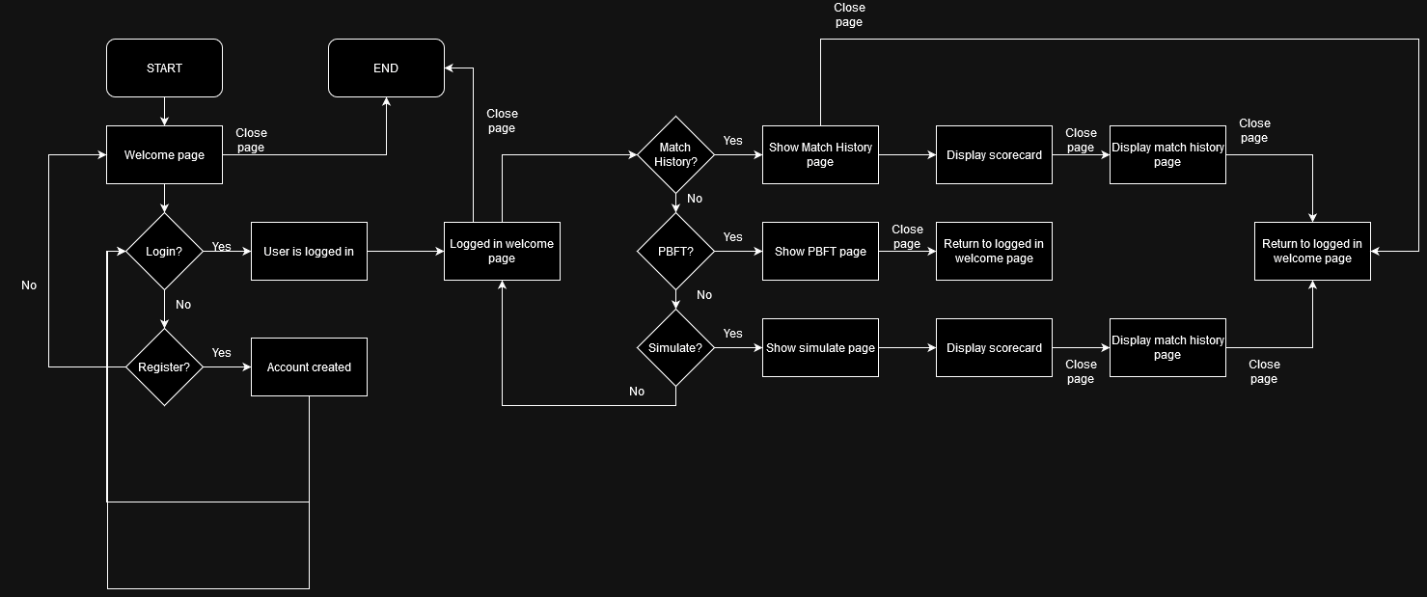 Close
page
START
END
Close
page
Welcome page
Close
page
Match
History?
Yes
Show Match History
page
Display scorecard
Close
page
Display match history
page
Close
page
No
Login?
Yes
User is logged in
Logged in welcome
page
PBFT?
Yes
Show PBFT page
Close
page
Return to logged in
welcome page
Return to logged in
welcome page
No
No
No
Register?
Yes
Account created
Simulate?
Yes
Show simulate page
Display scorecard
Close
page
Display match history
page
Close
page
No